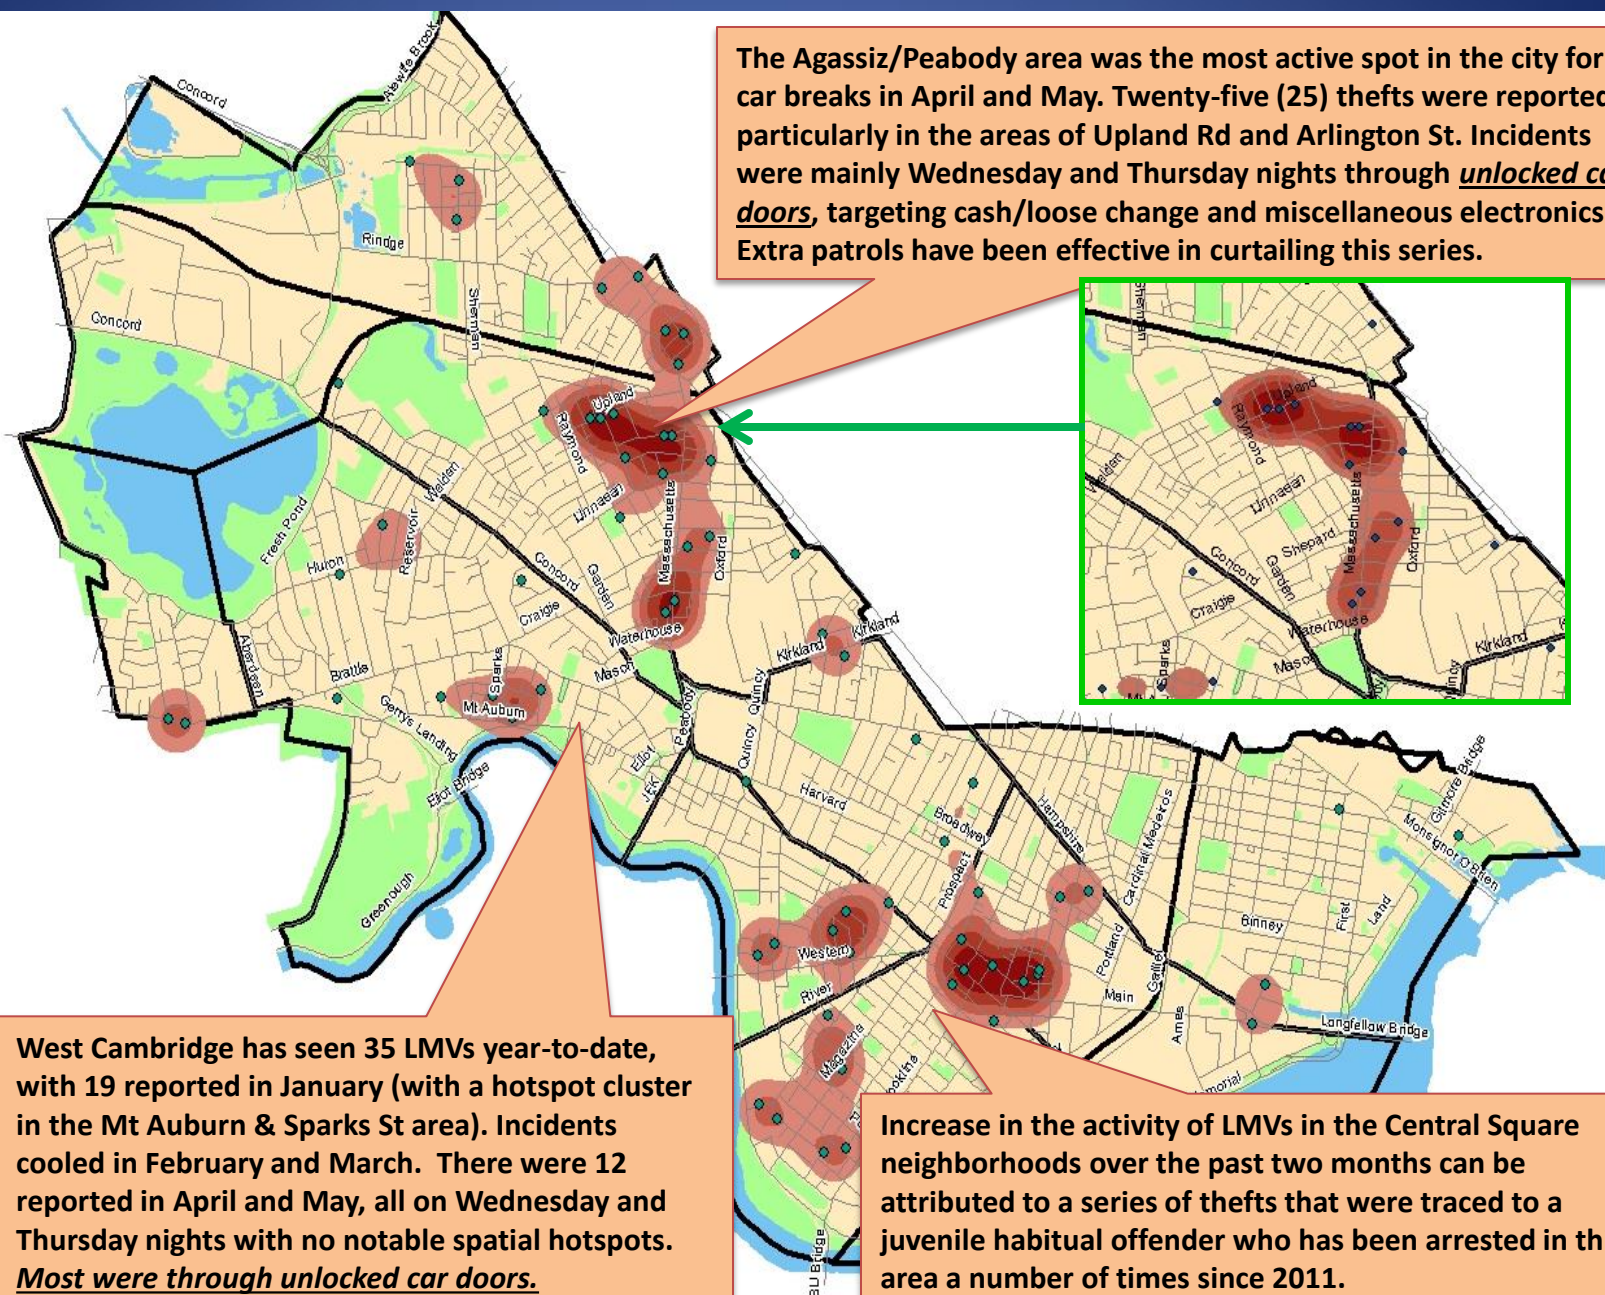 The Agassiz/Peabody area was the most active spot in the city for
car breaks in April and May. Twenty-five (25) thefts were reported
particularly in the areas of Upland Rd and Arlington St. Incidents
were mainly Wednesday and Thursday nights through unlocked ca
doors, targeting cash/loose change and miscellaneous electronics
Extra patrols have been effective in curtailing this series.
Concord
Alewife Brook
Rindge
Sherman
Concord
Upland
Raymond
Walden
Linnaean
Massachusetts
Oxford
Fresh Pond
Huron
Reservoir
Concord
Garden
Craigie
Waterhouse
Kirkland
Kirkland
Mason
Sparks
Brattle
Aberdeen
Mt Auburn
Gerrys Landing
Eliot Bridge
Peabody
Quincy
Quincy
Eliot
JFK
Harvard
Broadway
Hampshire
Prospect
Cardinal Medeiros
Gilmore Bridge
Monsignor O'Brien
Greenough
Western
River
Magazine
Portland
Main
Ames
Binney
First
Land
Longfellow Bridge
Sherman
Upland
Raymond
Walden
Linnaean
Shepard
Massachusetts
Oxford
Concord
Garden
Craigie
Waterhouse
Sparks
Mason
Quincy
Kirkland
West Cambridge has seen 35 LMVs year-to-date,
with 19 reported in January (with a hotspot cluster
in the Mt Auburn & Sparks St area). Incidents
cooled in February and March. There were 12
reported in April and May, all on Wednesday and
Thursday nights with no notable spatial hotspots.
Most were through unlocked car doors.
Increase in the activity of LMVs in the Central Square
neighborhoods over the past two months can be
attributed to a series of thefts that were traced to a
juvenile habitual offender who has been arrested in th
area a number of times since 2011.
BU Bridge